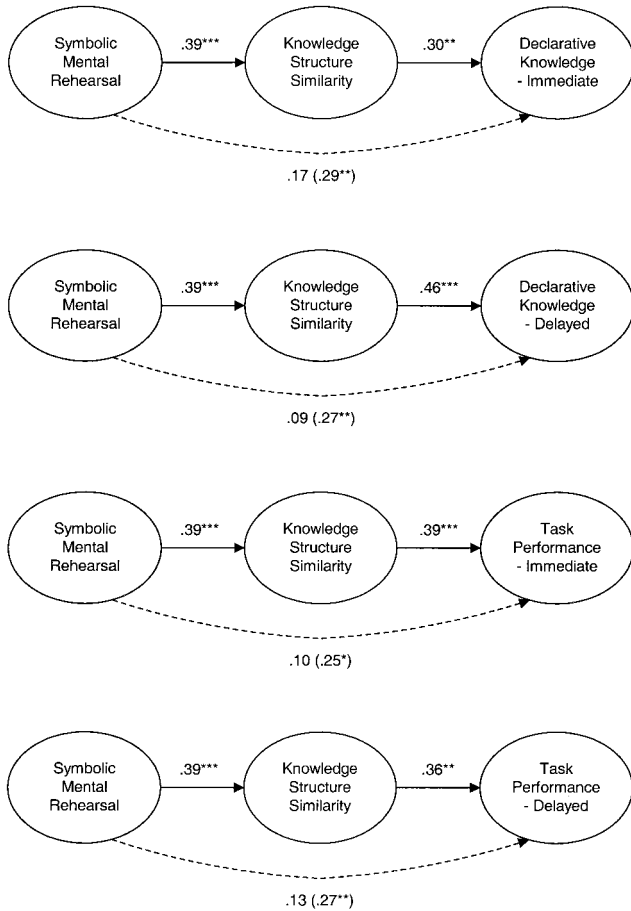 Symbolic
Mental
Rehearsal
.39***
Knowledge
Structure
Similarity
.30**
Declarative
Knowledge
- Immediate
.17 (.29**)
Symbolic
Mental
Rehearsal
.39***
Knowledge
Structure
Similarity
.46***
Declarative
Knowledge
- Delayed
.09 (.27**)
Symbolic
Mental
Rehearsal
.39***
Knowledge
Structure
Similarity
.39***
Task
Performance
- Immediate
.10 (.25*)
Symbolic
Mental
Rehearsal
.39***
Knowledge
Structure
Similarity
.36**
Task
Performance
- Delayed
.13 (.27**)